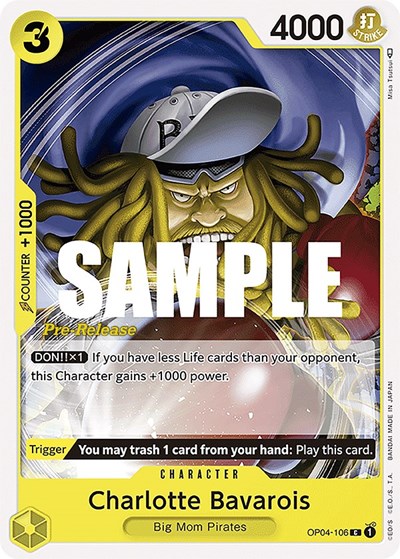 3
4000
打
STRIKE
Misa Tsutsui
COUNTER +1000
B
SAMPLE
Pre-Release
DON!!×1 If you have less Life cards than your opponent,
this Character gains +1000 power.
Trigger You may trash 1 card from your hand: Play this card.
CHARACTER
Charlotte Bavarois
Big Mom Pirates
OP04-106 C 1
©E.O./S. ©E.O./S., T.A. BANDAI MADE IN JAPAN